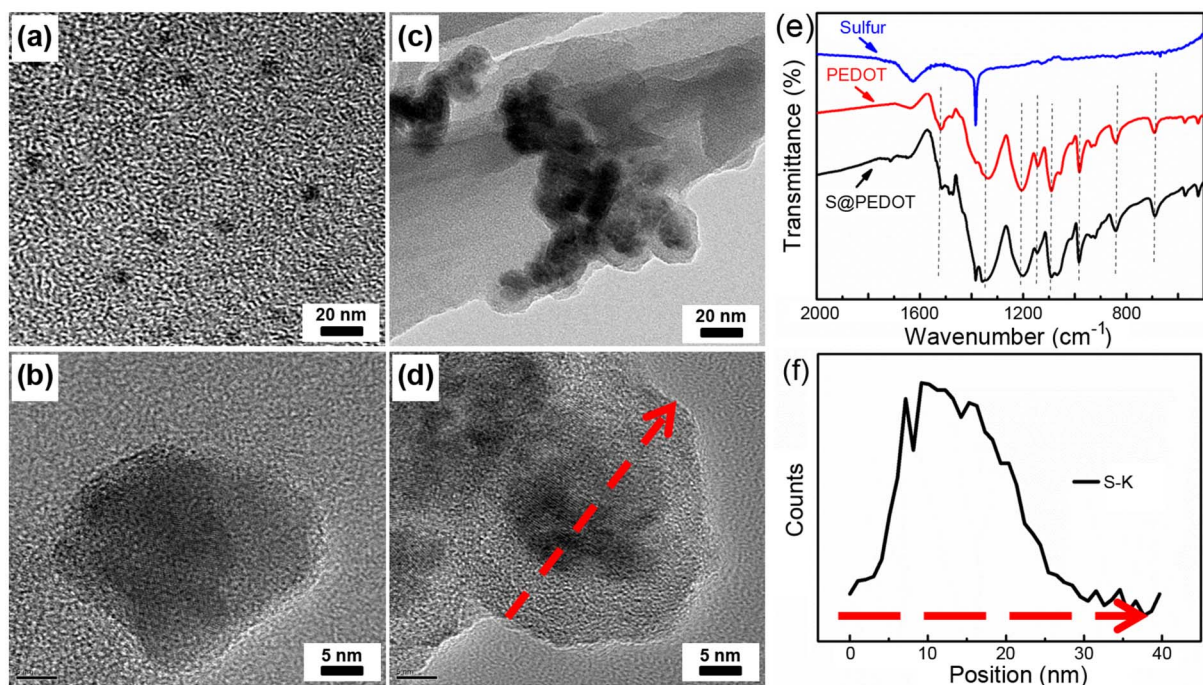 (a)
20 nm
(b)
5 nm
(c)
20 nm
(d)
5 nm
(e)
Sulfur
PEDOT
S@PEDOT
Transmittance (%)
2000 1600 1200 800
Wavenumber (cm⁻¹)
(f)
S-K
Counts
0 10 20 30 40
Position (nm)